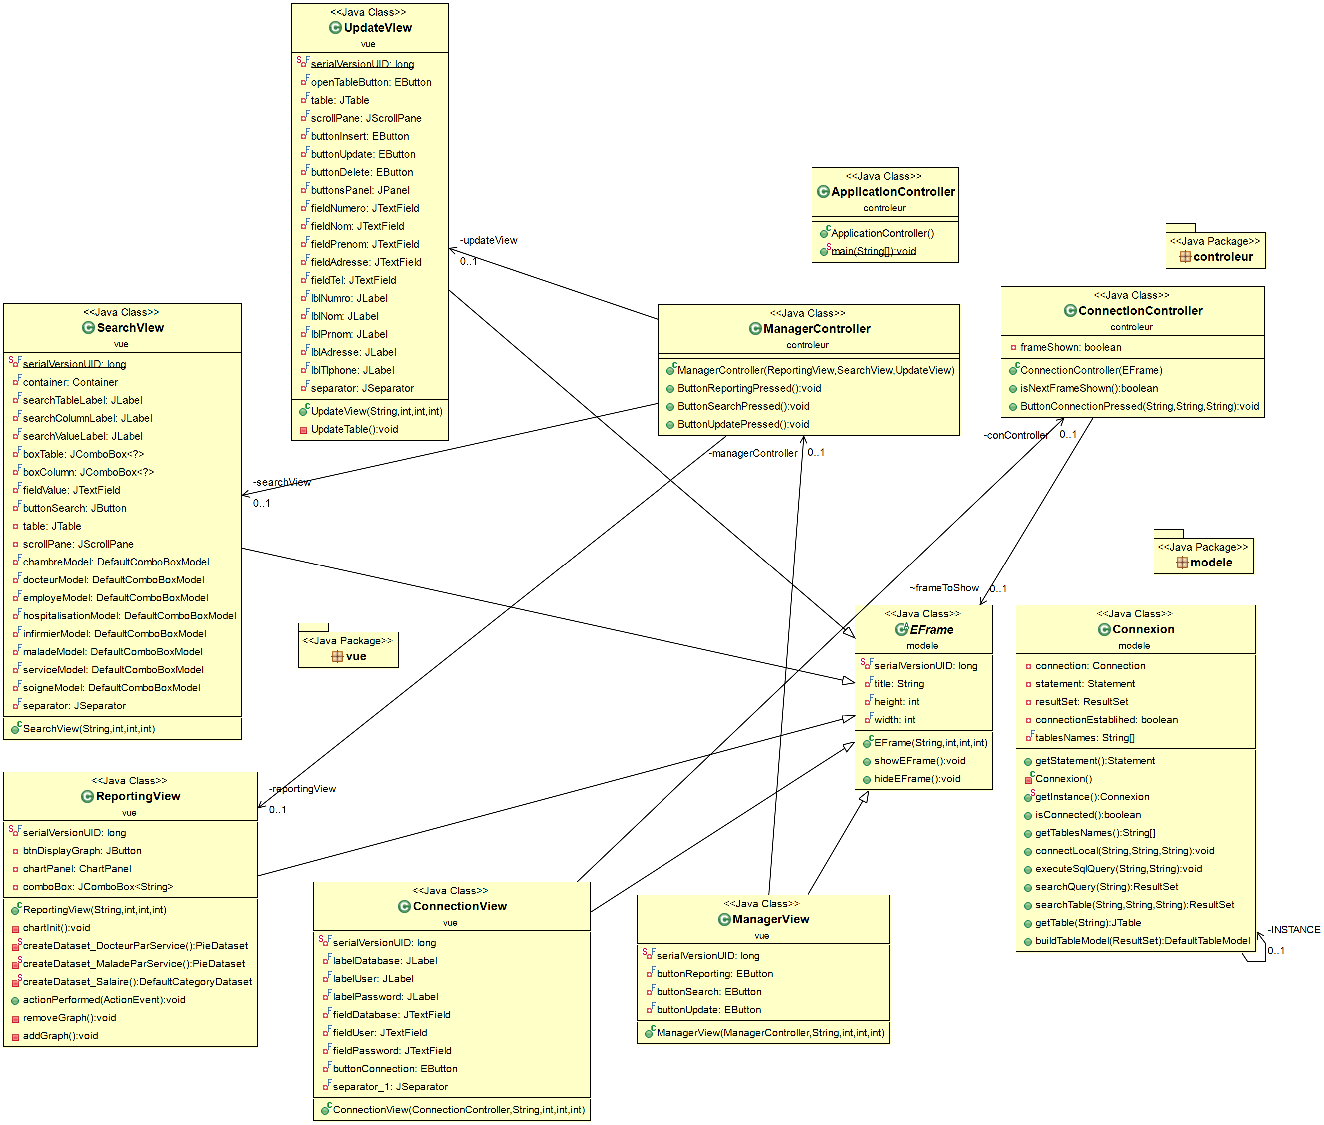 <<Java Class>>
UpdateView
vue
serialVersionUID: long
openTableButton: EButton
table: JTable
scrollPane: JScrollPane
buttonInsert: EButton
buttonUpdate: EButton
buttonDelete: EButton
buttonsPanel: JPanel
fieldNumero: JTextField
fieldNom: JTextField
fieldPrenom: JTextField
fieldAdresse: JTextField
fieldTel: JTextField
lblNumro: JLabel
lblNom: JLabel
lblPrnom: JLabel
lblAdresse: JLabel
lblTlphone: JLabel
separator: JSeparator
UpdateView(String,int,int,int)
UpdateTable():void
<<Java Class>>
ApplicationController
controleur
ApplicationController()
main(String[]):void
<<Java Package>>
controleur
-updateView
0..1
<<Java Class>>
SearchView
vue
serialVersionUID: long
container: Container
searchTableLabel: JLabel
searchColumnLabel: JLabel
searchValueLabel: JLabel
boxTable: JComboBox<?>
boxColumn: JComboBox<?>
fieldValue: JTextField
buttonSearch: JButton
table: JTable
scrollPane: JScrollPane
chambreModel: DefaultComboBoxModel
docteurModel: DefaultComboBoxModel
employeModel: DefaultComboBoxModel
hospitalisationModel: DefaultComboBoxModel
infirmierModel: DefaultComboBoxModel
maladeModel: DefaultComboBoxModel
serviceModel: DefaultComboBoxModel
soigneModel: DefaultComboBoxModel
separator: JSeparator
SearchView(String,int,int,int)
<<Java Class>>
ManagerController
controleur
ManagerController(ReportingView,SearchView,UpdateView)
ButtonReportingPressed():void
ButtonSearchPressed():void
ButtonUpdatePressed():void
<<Java Class>>
ConnectionController
controleur
frameShown: boolean
ConnectionController(EFrame)
isNextFrameShown():boolean
ButtonConnectionPressed(String,String,String):void
-conController
0..1
-managerController
0..1
-searchView
0..1
<<Java Package>>
modele
~frameToShow
0..1
<<Java Package>>
vue
<<Java Class>>
EFrame
modele
serialVersionUID: long
title: String
height: int
width: int
EFrame(String,int,int,int)
showEFrame():void
hideEFrame():void
<<Java Class>>
Connexion
modele
connection: Connection
statement: Statement
resultSet: ResultSet
connectionEstablihed: boolean
tablesNames: String[]
getStatement():Statement
Connexion()
getInstance():Connexion
isConnected():boolean
getTablesNames():String[]
connectLocal(String,String,String):void
executeSqlQuery(String,String):void
searchQuery(String):ResultSet
searchTable(String,String,String):ResultSet
getTable(String):JTable
buildTableModel(ResultSet):DefaultTableModel
-INSTANCE
0..1
-reportingView
0..1
<<Java Class>>
ReportingView
vue
serialVersionUID: long
btnDisplayGraph: JButton
chartPanel: ChartPanel
comboBox: JComboBox<String>
ReportingView(String,int,int,int)
chartInit():void
createDataset_DocteurParService():PieDataset
createDataset_MaladeParService():PieDataset
createDataset_Salaire():DefaultCategoryDataset
actionPerformed(ActionEvent):void
removeGraph():void
addGraph():void
<<Java Class>>
ConnectionView
vue
serialVersionUID: long
labelDatabase: JLabel
labelUser: JLabel
labelPassword: JLabel
fieldDatabase: JTextField
fieldUser: JTextField
fieldPassword: JTextField
buttonConnection: EButton
separator_1: JSeparator
ConnectionView(ConnectionController,String,int,int,int)
<<Java Class>>
ManagerView
vue
serialVersionUID: long
buttonReporting: EButton
buttonSearch: EButton
buttonUpdate: EButton
ManagerView(ManagerController,String,int,int,int)